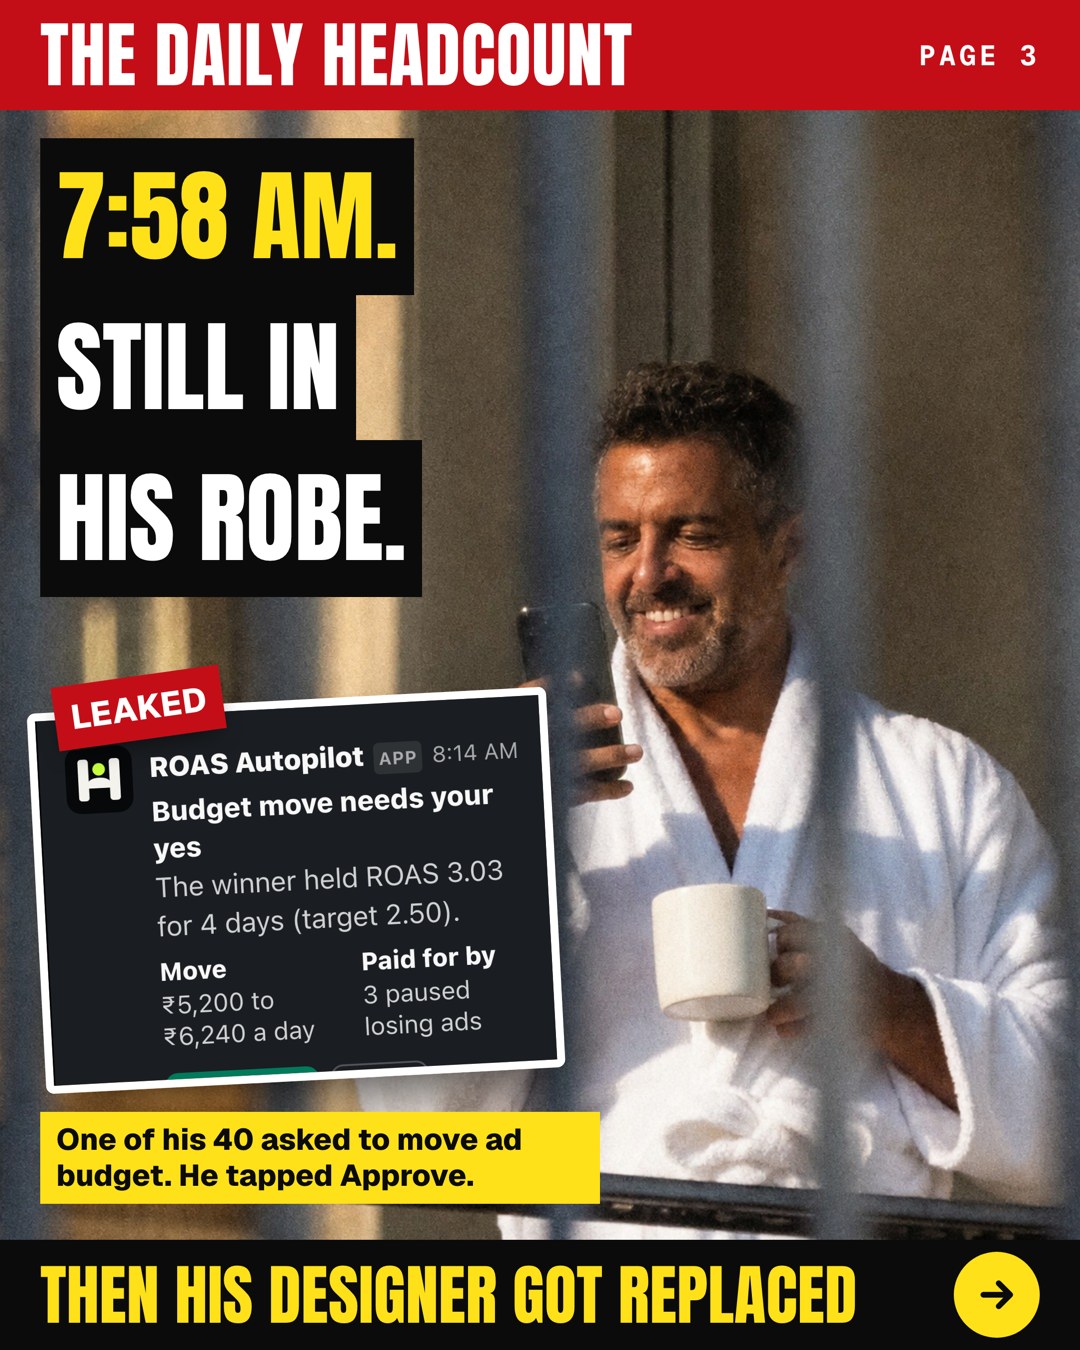 THE DAILY HEADCOUNT
PAGE 3
7:58 AM.
STILL IN
HIS ROBE.
LEAKED
ROAS Autopilot APP 8:14 AM
Budget move needs your
yes
The winner held ROAS 3.03
for 4 days (target 2.50).
Move
₹5,200 to
₹6,240 a day
Paid for by
3 paused
losing ads
One of his 40 asked to move ad
budget. He tapped Approve.
THEN HIS DESIGNER GOT REPLACED